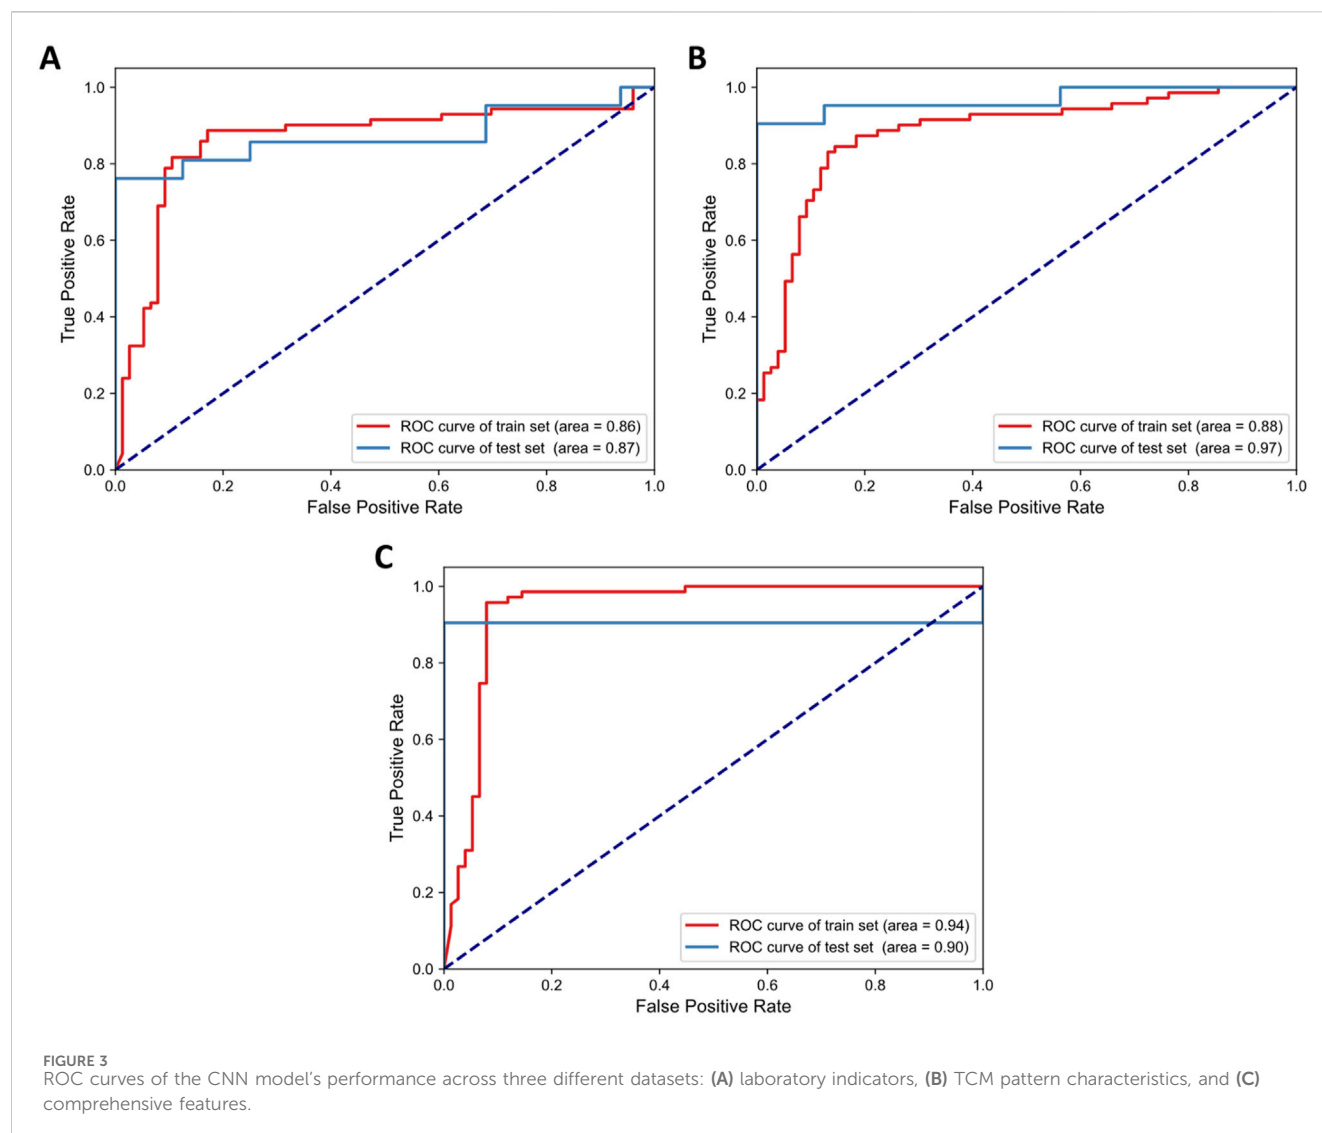 A
1.0
0.8
0.6
0.4
0.2
0.0
True Positive Rate
ROC curve of train set (area = 0.86)
ROC curve of test set (area = 0.87)
0.0 0.2 0.4 0.6 0.8 1.0
False Positive Rate
B
1.0
0.8
0.6
0.4
0.2
0.0
True Positive Rate
ROC curve of train set (area = 0.88)
ROC curve of test set (area = 0.97)
0.0 0.2 0.4 0.6 0.8 1.0
False Positive Rate
C
1.0
0.8
0.6
0.4
0.2
0.0
True Positive Rate
ROC curve of train set (area = 0.94)
ROC curve of test set (area = 0.90)
0.0 0.2 0.4 0.6 0.8 1.0
False Positive Rate
FIGURE 3
ROC curves of the CNN model's performance across three different datasets: (A) laboratory indicators, (B) TCM pattern characteristics, and (C)
comprehensive features.